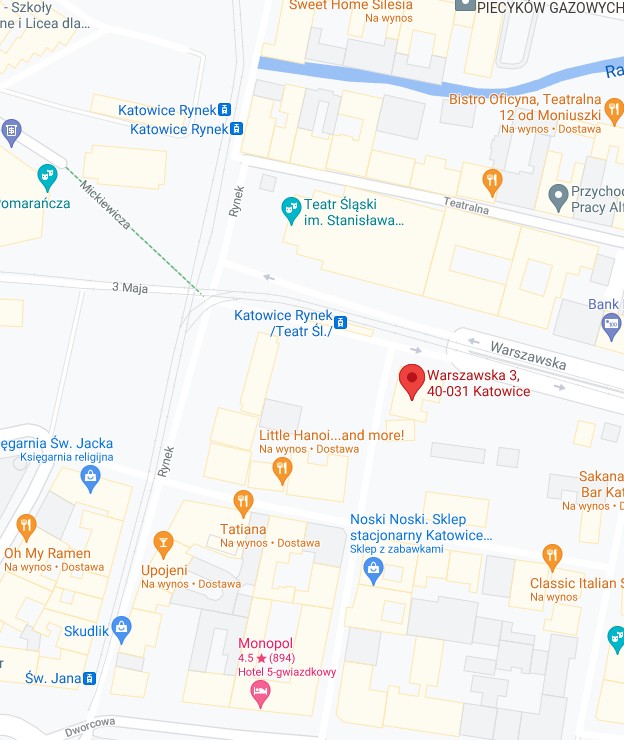 - Szkoły
ne i Licea dla...
Sweet Home Silesia
Na wynos
PIECYKÓW GAZOWYCH
Ra
Katowice Rynek
Katowice Rynek
Bistro Oficyna, Teatralna
12 od Moniuszki
Na wynos • Dostawa
omarańcza
Mickiewicza
Rynek
Teatr Śląski
im. Stanisława...
Teatralna
Przychod
Pracy Alf
3 Maja
Katowice Rynek
/Teatr Śl./
Bank
Warszawska
Warszawska 3,
40-031 Katowice
ęgarnia Św. Jacka
Księgarnia religijna
Rynek
Little Hanoi...and more!
Na wynos • Dostawa
Sakana
Bar Kat
Na wynos • D
Tatiana
Na wynos • Dostawa
Noski Noski. Sklep
stacjonarny Katowice...
Sklep z zabawkami
Oh My Ramen
Na wynos • Dostawa
Upojeni
Na wynos • Dostawa
Classic Italian S
Na wynos
Skudlik
Monopol
4.5 ★ (894)
Hotel 5-gwiazdkowy
r
Św. Jana
Dworcowa